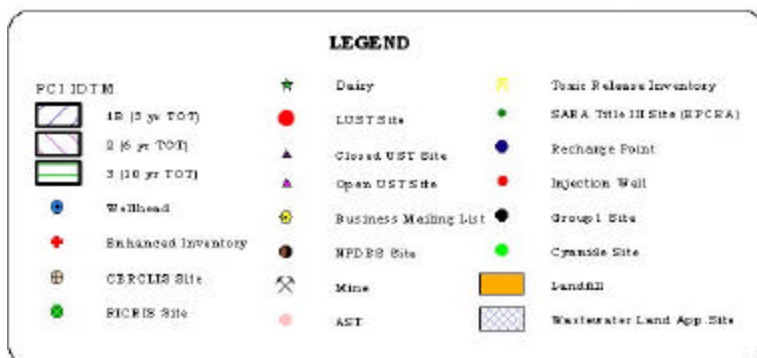 LEGEND
PCI IDTM
1B (3 yr TOT)
2 (6 yr TOT)
3 (10 yr TOT)
Wellhead
Enhanced Inventory
CERCLIS Site
RICRIS Site
Dairy
LUST Site
Closed UST Site
Open UST Site
Business Mailing List
NPDES Site
Mine
AST
Toxic Release Inventory
SARA Title III Site (EPCRA)
Recharge Point
Injection Well
Group1 Site
Cyanide Site
Landfill
Wastewater Land App. Site